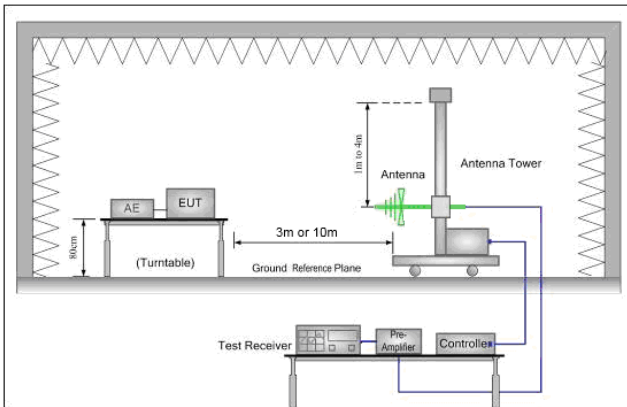 1m to 4m
Antenna
Antenna Tower
AE
EUT
3m or 10m
80cm
(Turntable)
Ground Reference Plane
Test Receiver
Pre-
Amplifier
Controlle